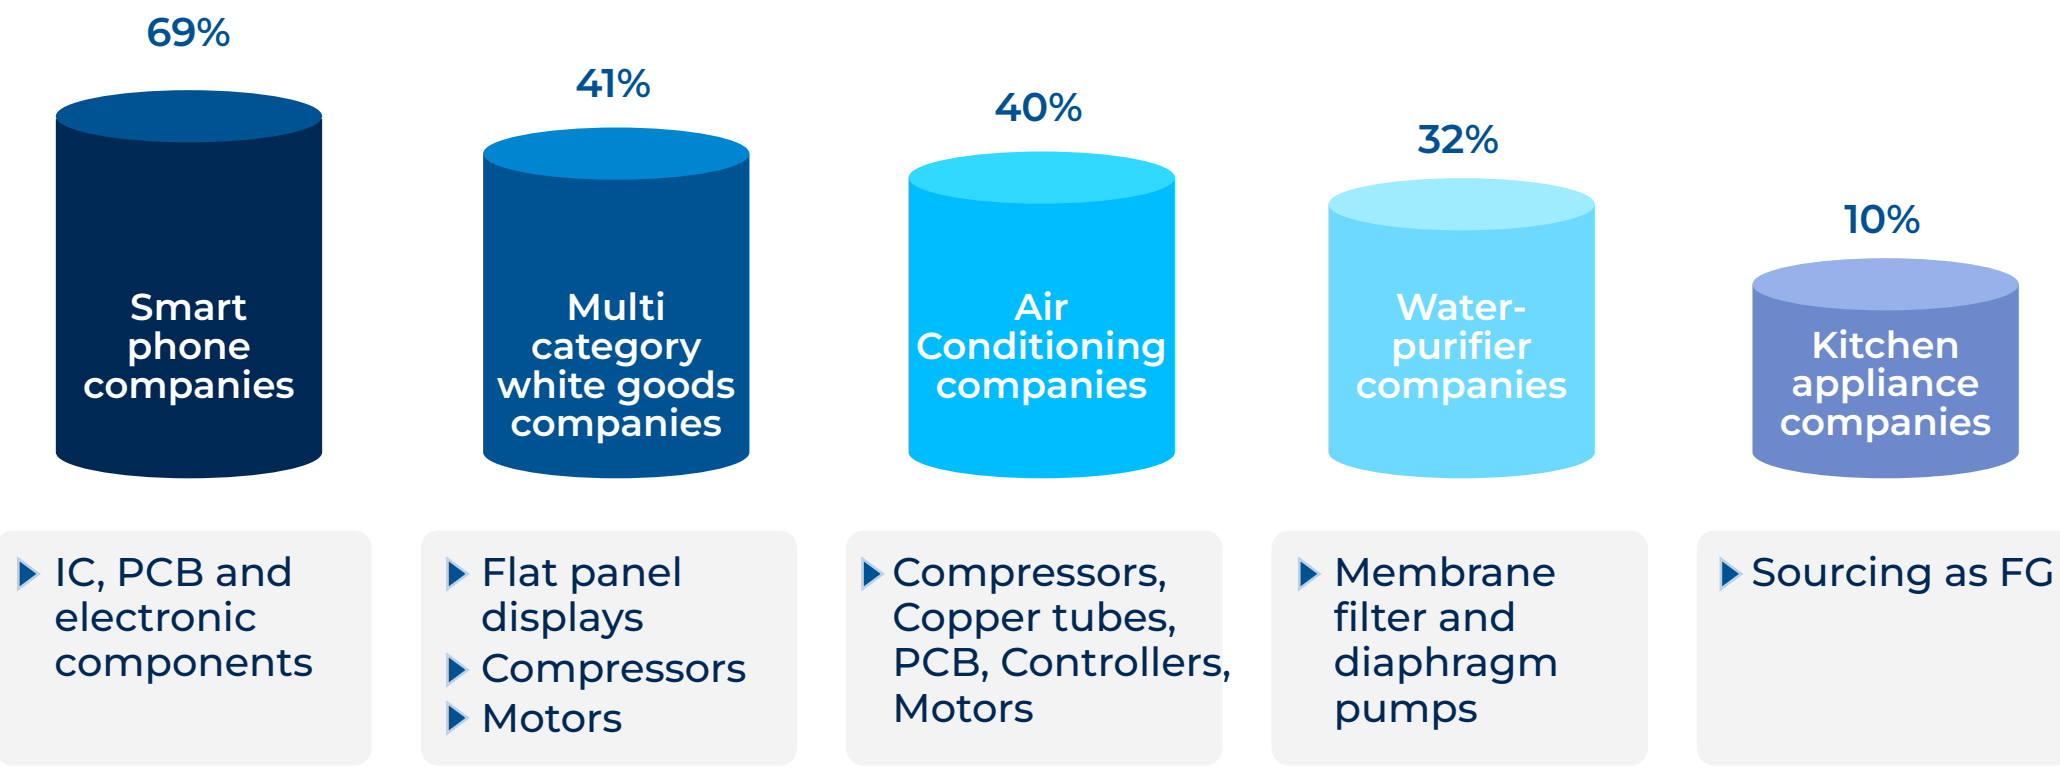 69%
Smart
phone
companies
IC, PCB and
electronic
components
41%
Multi
category
white goods
companies
Flat panel
displays
Compressors
Motors
40%
Air
Conditioning
companies
Compressors,
Copper tubes,
PCB, Controllers,
Motors
32%
Water-
purifier
companies
Membrane
filter and
diaphragm
pumps
10%
Kitchen
appliance
companies
Sourcing as FG